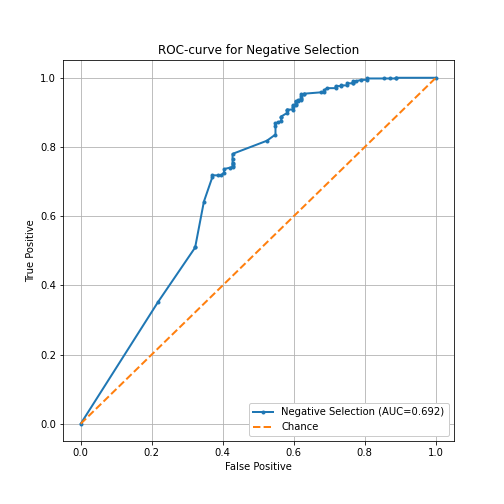 ROC-curve for Negative Selection
True Positive
1.0
0.8
0.6
0.4
0.2
0.0
Negative Selection (AUC=0.692)
Chance
0.0 0.2 0.4 0.6 0.8 1.0
False Positive